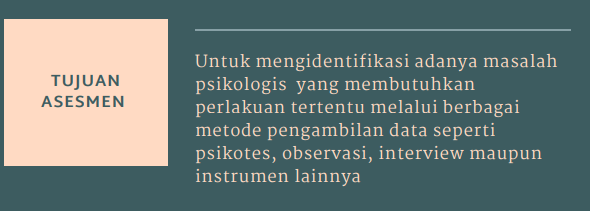 TUJUAN
ASESMEN
Untuk mengidentifikasi adanya masalah
psikologis  yang membutuhkan
perlakuan tertentu melalui berbagai
metode pengambilan data seperti
psikotes, observasi, interview maupun
instrumen lainnya